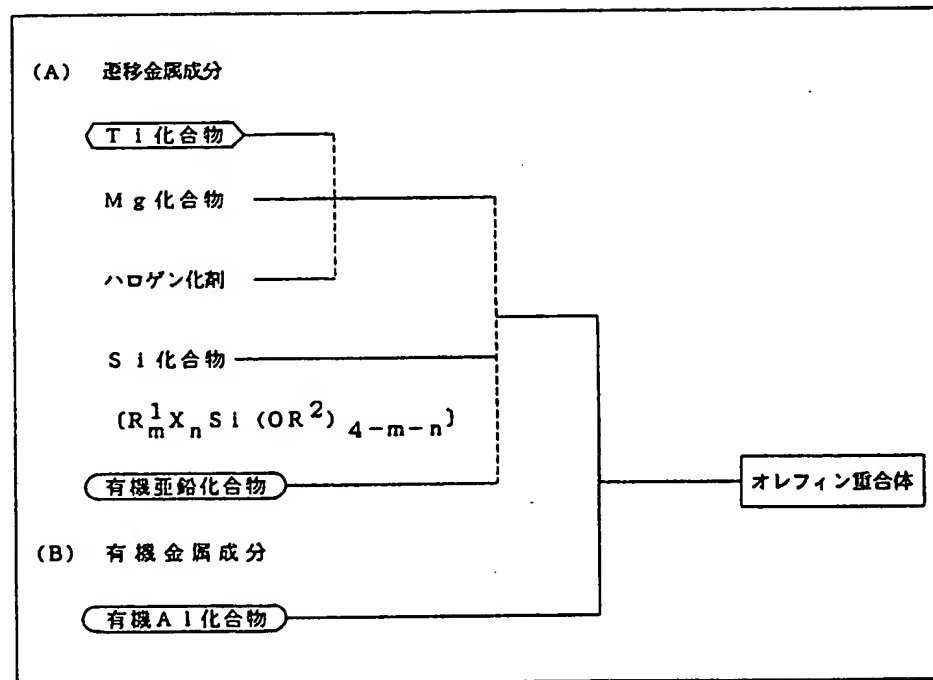 (A) 遷移金属成分
Ti化合物
Mg化合物
ハロゲン化剤
Si化合物
{R¹ₘXₙSi(OR²)₄₋ₘ₋ₙ}
有機亜鉛化合物
オレフィン重合体
(B) 有機金属成分
有機Al化合物